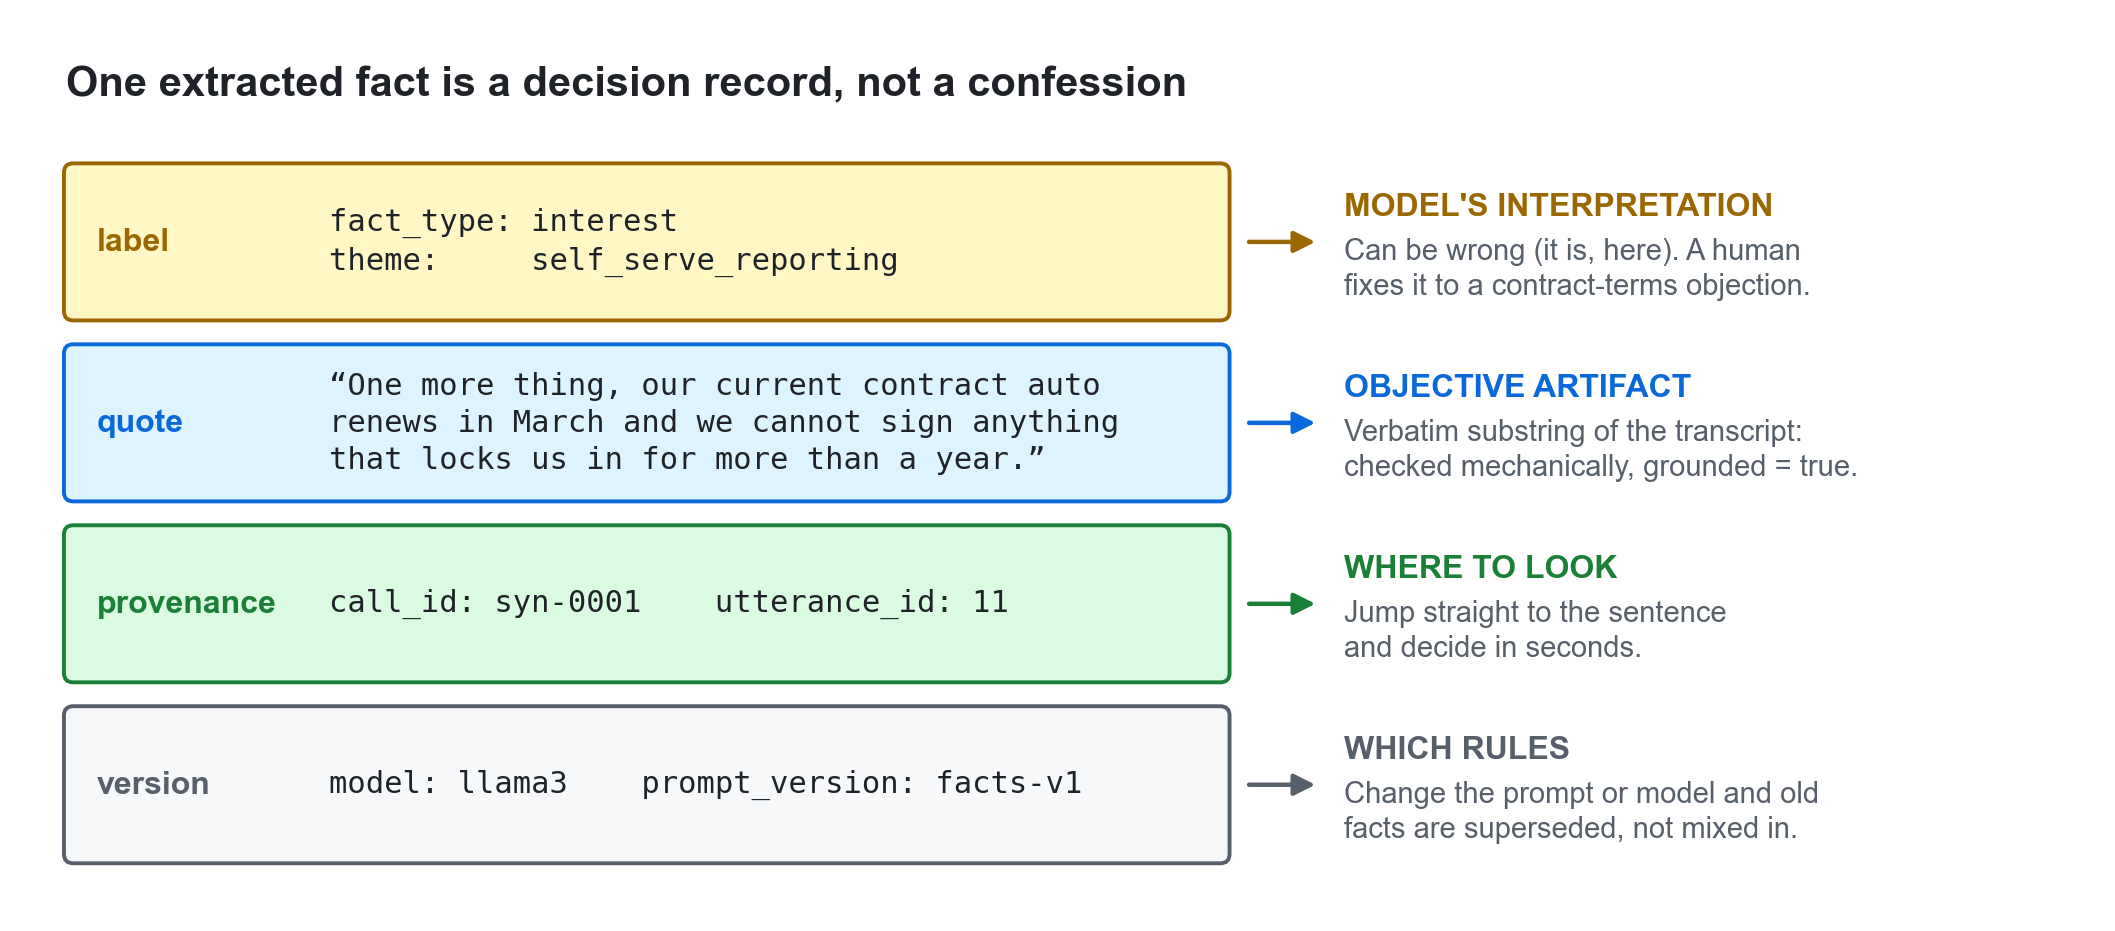 One extracted fact is a decision record, not a confession
label
fact_type: interest
theme: self_serve_reporting
MODEL'S INTERPRETATION
Can be wrong (it is, here). A human
fixes it to a contract-terms objection.
quote
“One more thing, our current contract auto
renews in March and we cannot sign anything
that locks us in for more than a year.”
OBJECTIVE ARTIFACT
Verbatim substring of the transcript:
checked mechanically, grounded = true.
provenance
call_id: syn-0001 utterance_id: 11
WHERE TO LOOK
Jump straight to the sentence
and decide in seconds.
version
model: llama3 prompt_version: facts-v1
WHICH RULES
Change the prompt or model and old
facts are superseded, not mixed in.